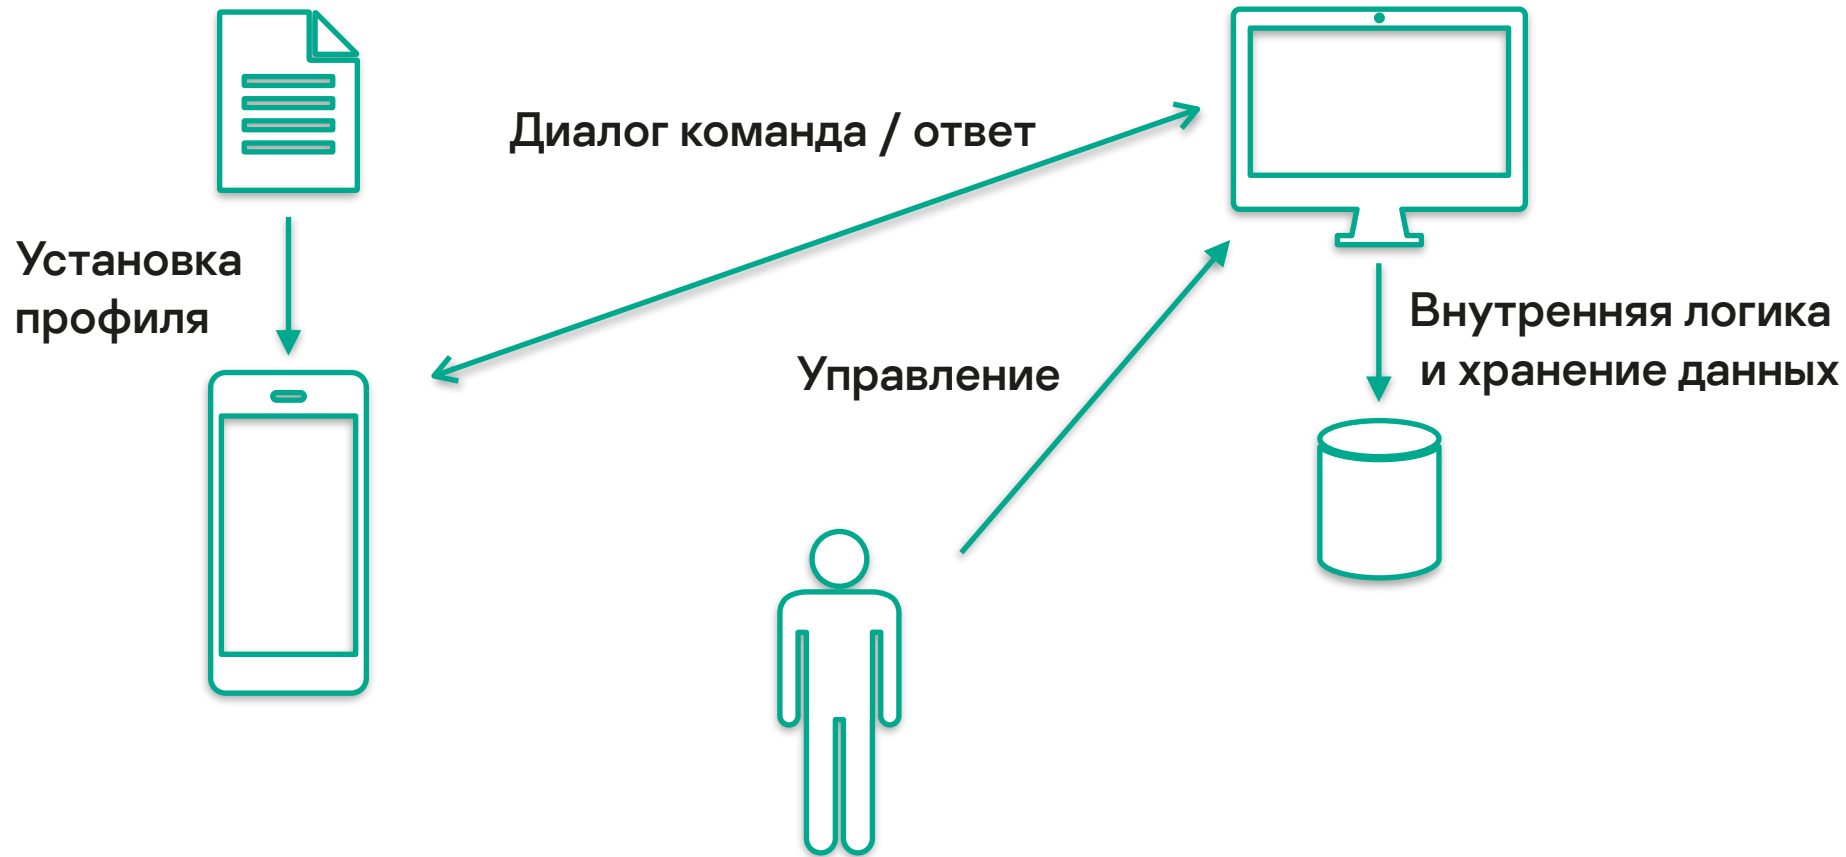 Диалог команда / ответ
Установка
профиля
Внутренняя логика
и хранение данных
Управление